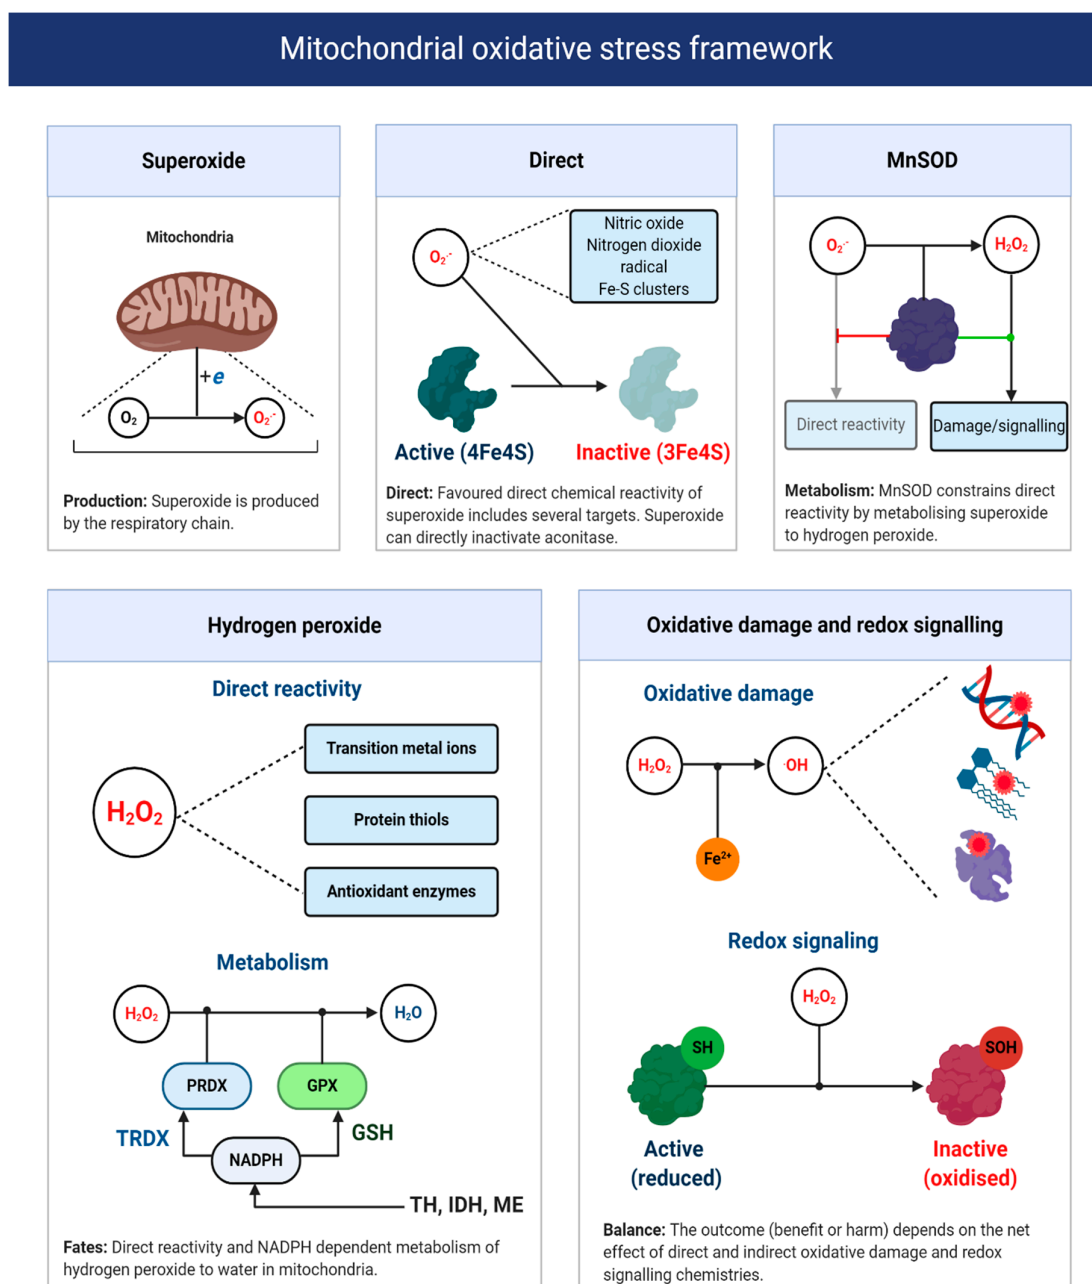 Mitochondrial oxidative stress framework
Superoxide
Mitochondria
+e
O₂
O₂·⁻
Production: Superoxide is produced
by the respiratory chain.
Direct
O₂·⁻
Nitric oxide
Nitrogen dioxide
radical
Fe-S clusters
Active (4Fe4S)
Inactive (3Fe4S)
Direct: Favoured direct chemical reactivity of
superoxide includes several targets. Superoxide
can directly inactivate aconitase.
MnSOD
O₂·⁻
H₂O₂
Direct reactivity
Damage/signalling
Metabolism: MnSOD constrains direct
reactivity by metabolising superoxide
to hydrogen peroxide.
Hydrogen peroxide
Direct reactivity
H₂O₂
Transition metal ions
Protein thiols
Antioxidant enzymes
Metabolism
H₂O₂
H₂O
PRDX
GPX
TRDX
GSH
NADPH
TH, IDH, ME
Fates: Direct reactivity and NADPH dependent metabolism of
hydrogen peroxide to water in mitochondria.
Oxidative damage and redox signalling
Oxidative damage
H₂O₂
·OH
Fe²⁺
Redox signaling
H₂O₂
SH
SOH
Active
(reduced)
Inactive
(oxidised)
Balance: The outcome (benefit or harm) depends on the net
effect of direct and indirect oxidative damage and redox
signalling chemistries.